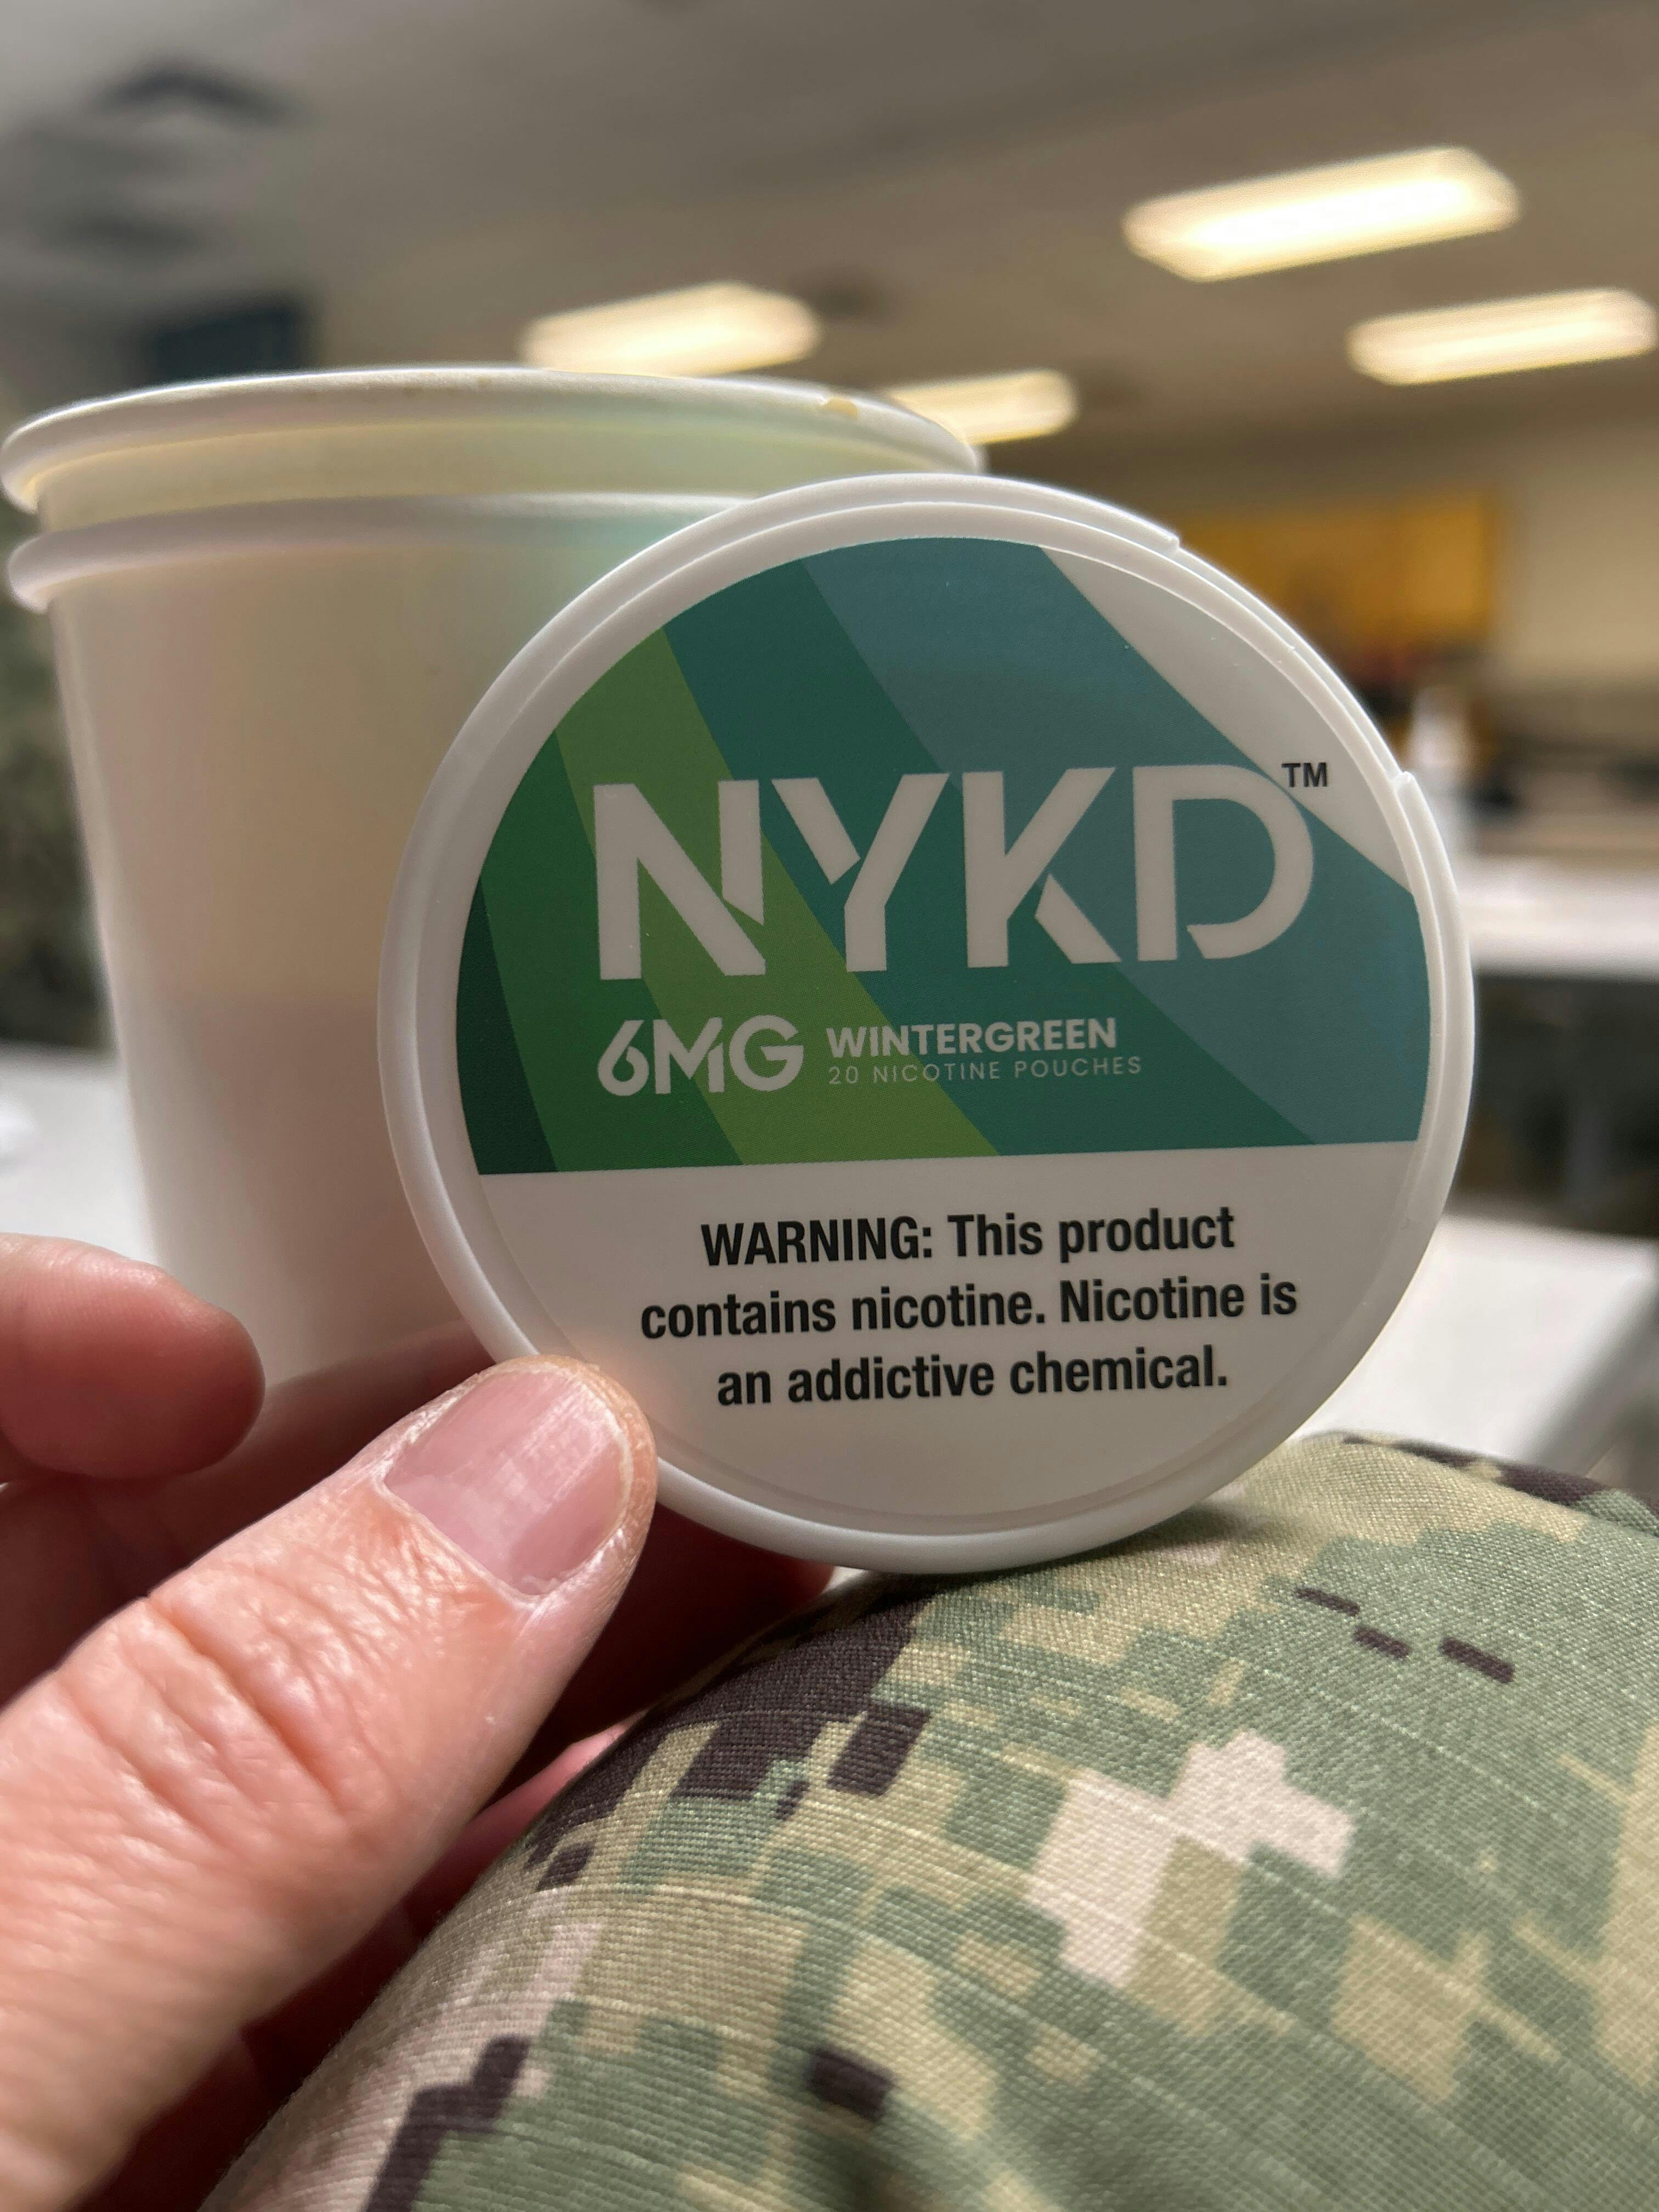 NYKD™
6MG WINTERGREEN
20 NICOTINE POUCHES
WARNING: This product
contains nicotine. Nicotine is
an addictive chemical.